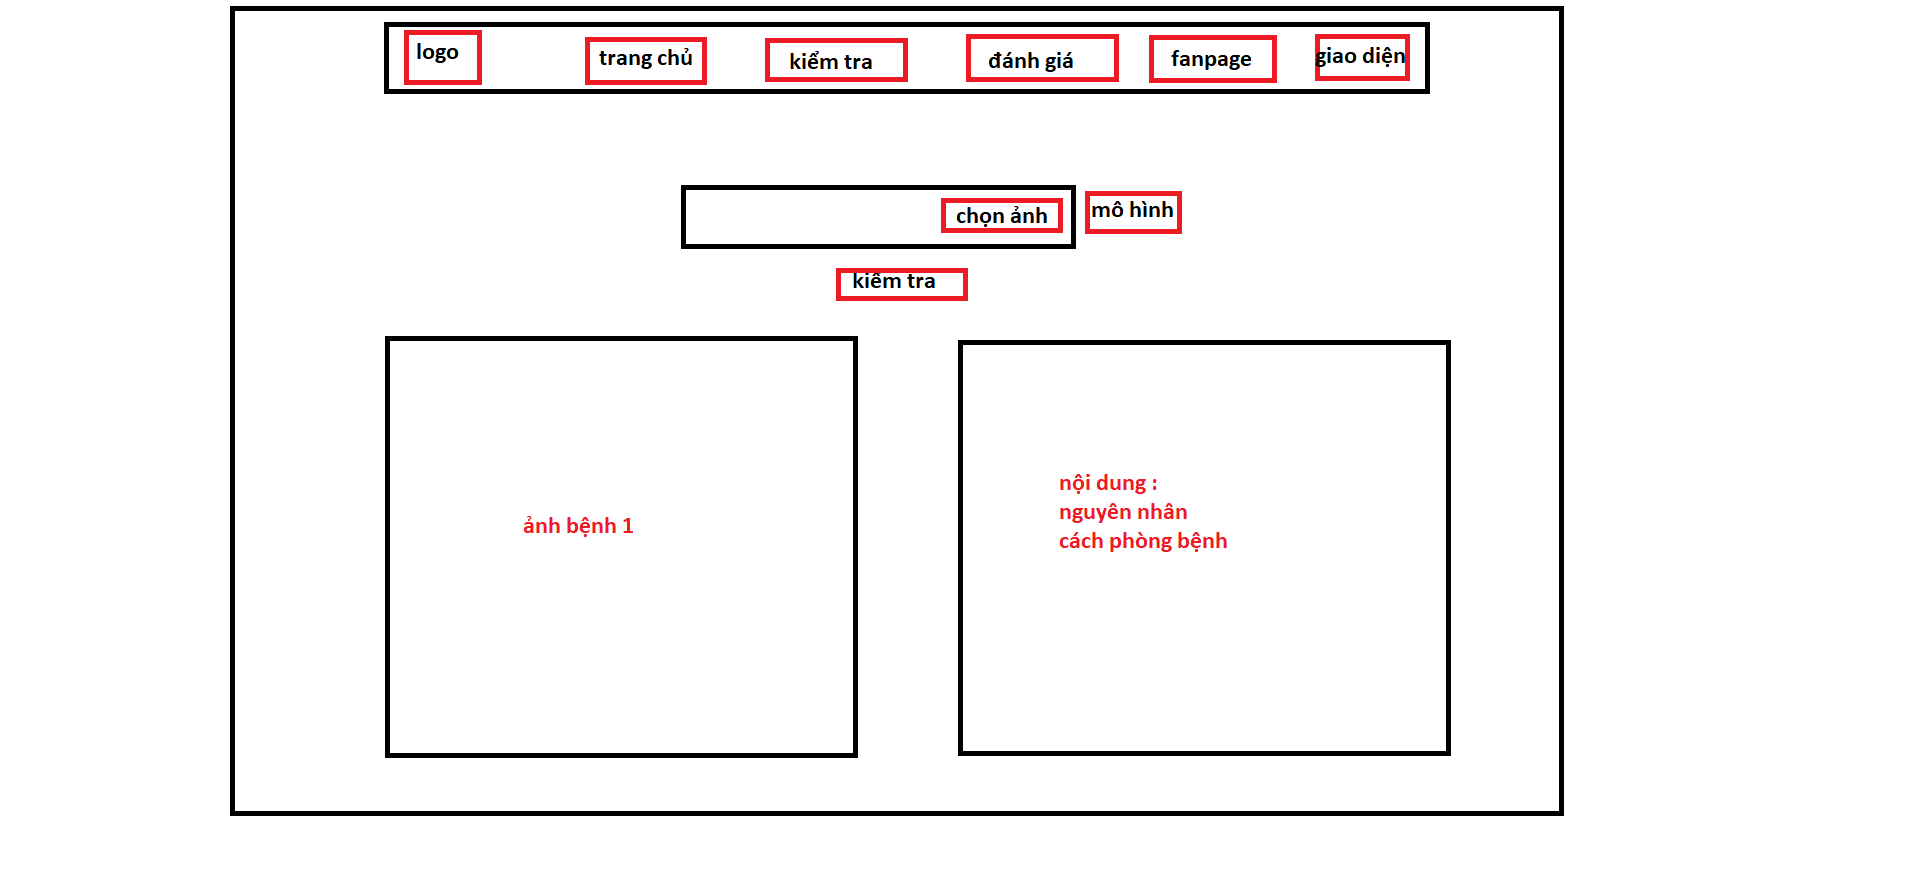 logo
trang chủ
kiểm tra
đánh giá
fanpage
giao diện
chọn ảnh
mô hình
kiểm tra
ảnh bệnh 1
nội dung :
nguyên nhân
cách phòng bệnh